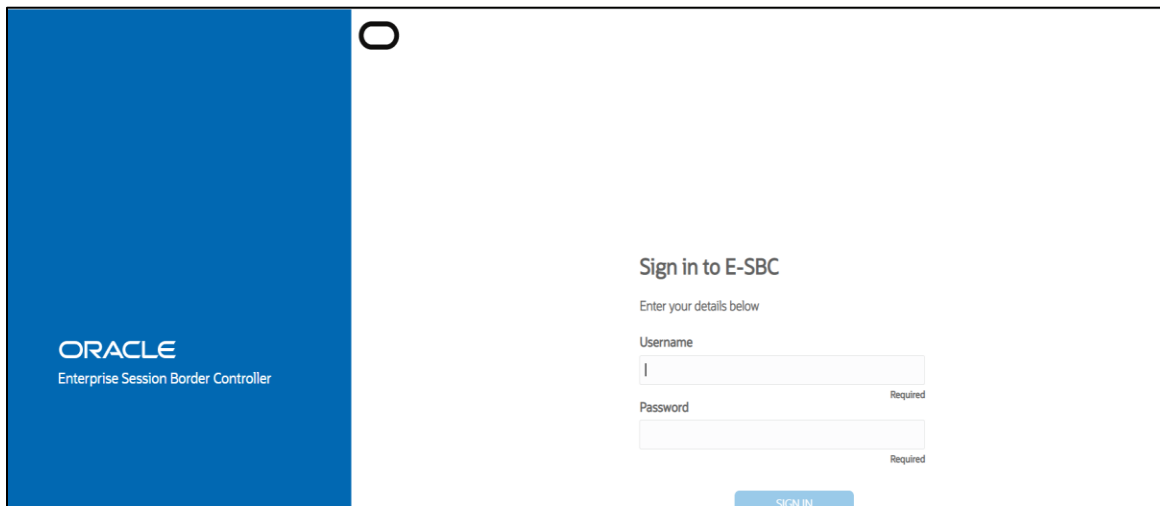 ORACLE
Enterprise Session Border Controller
Sign in to E-SBC
Enter your details below
Username
Required
Password
Required
SIGN IN